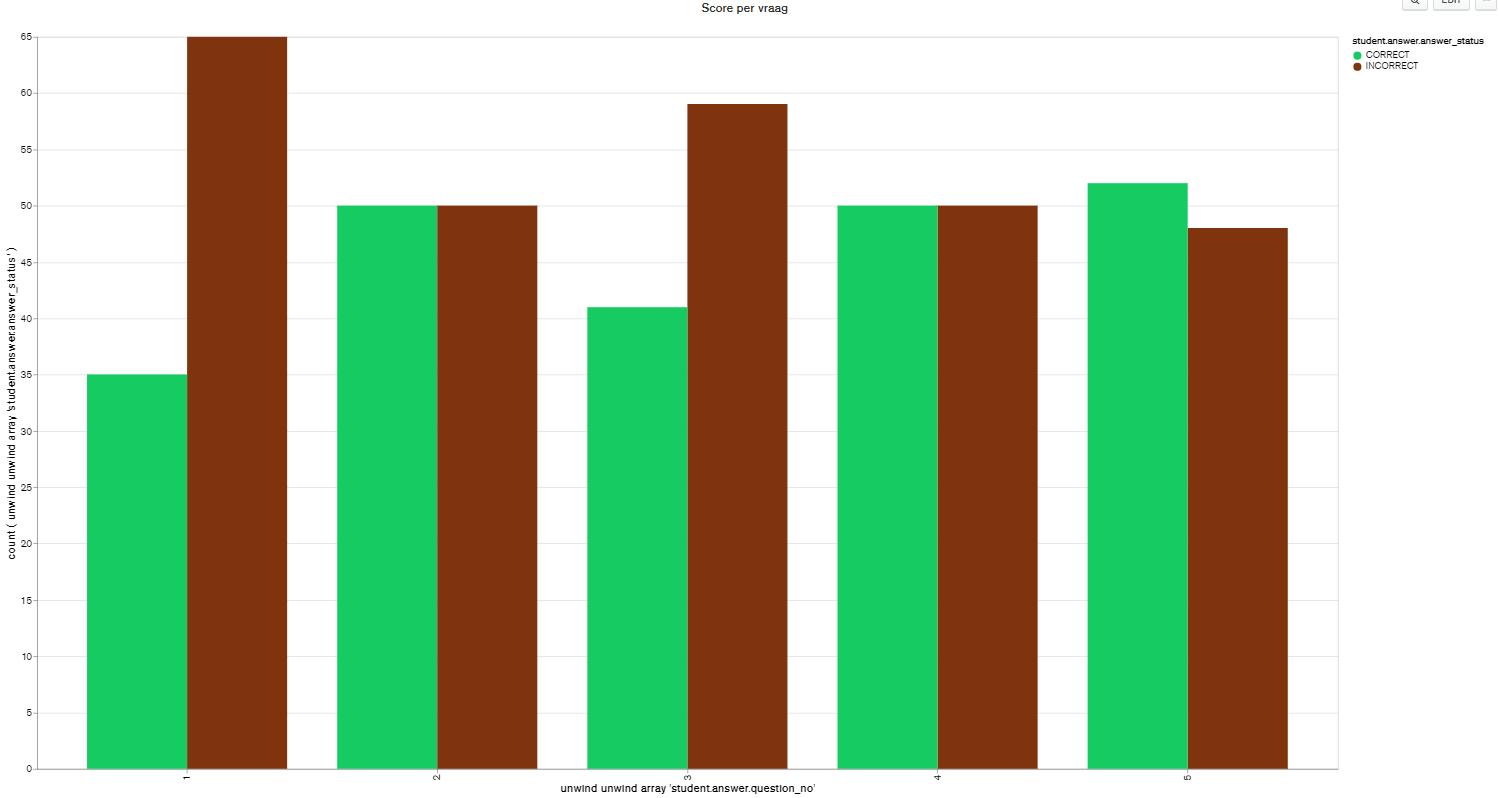 Score per vraag
EDIT
student.answer.answer_status
CORRECT
INCORRECT
count ( unwind unwind array 'student.answer.answer_status' )
65
60
55
50
45
40
35
30
25
20
15
10
5
0
1
2
3
4
5
unwind unwind array 'student.answer.question_no'